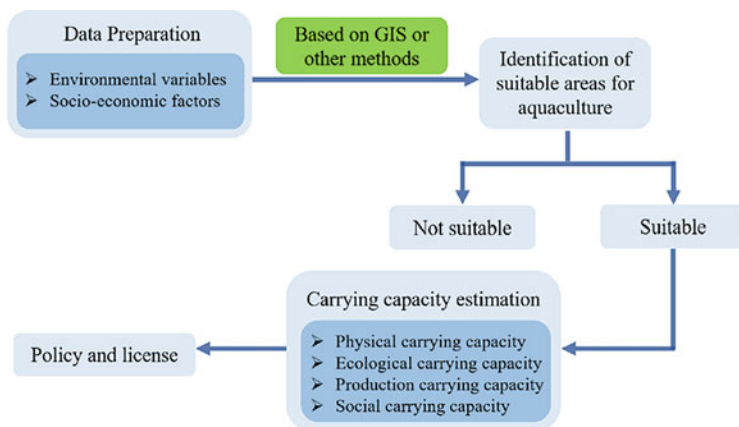 Data Preparation
➤ Environmental variables
➤ Socio-economic factors
Based on GIS or
other methods
Identification of
suitable areas for
aquaculture
Not suitable
Suitable
Carrying capacity estimation
➤ Physical carrying capacity
➤ Ecological carrying capacity
➤ Production carrying capacity
➤ Social carrying capacity
Policy and license